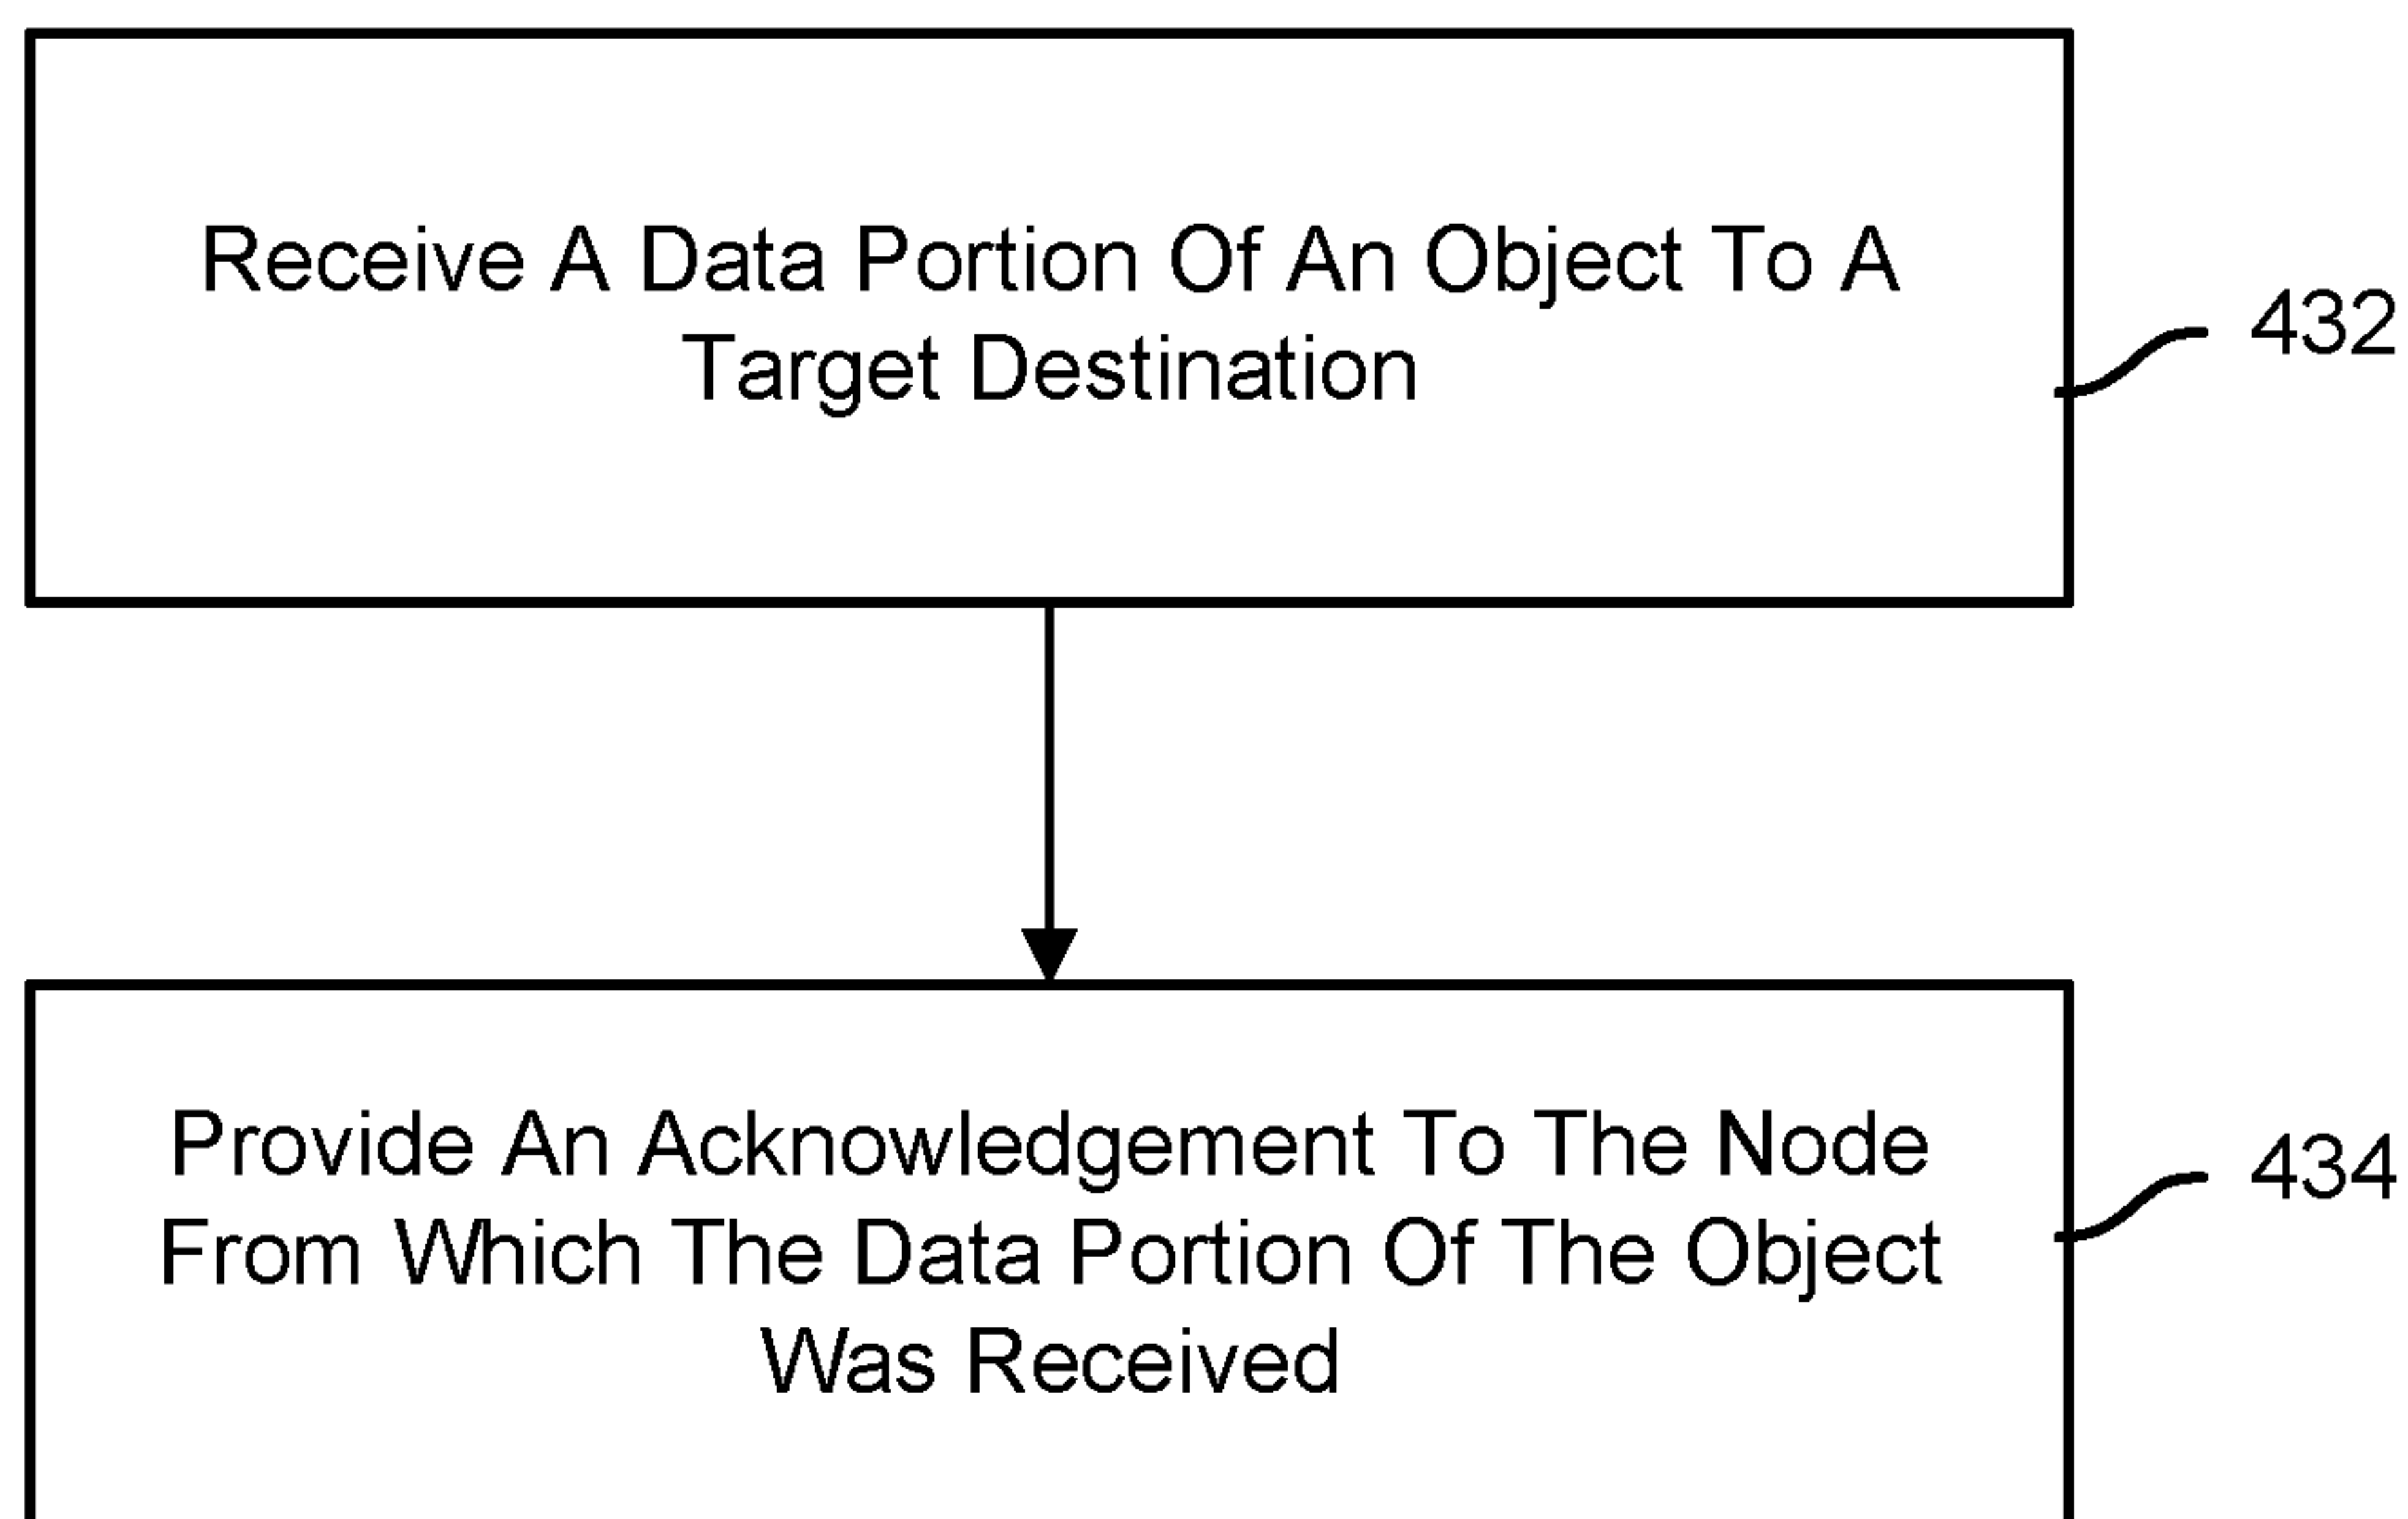 Receive A Data Portion Of An Object To A
Target Destination
432
Provide An Acknowledgement To The Node
From Which The Data Portion Of The Object
Was Received
434